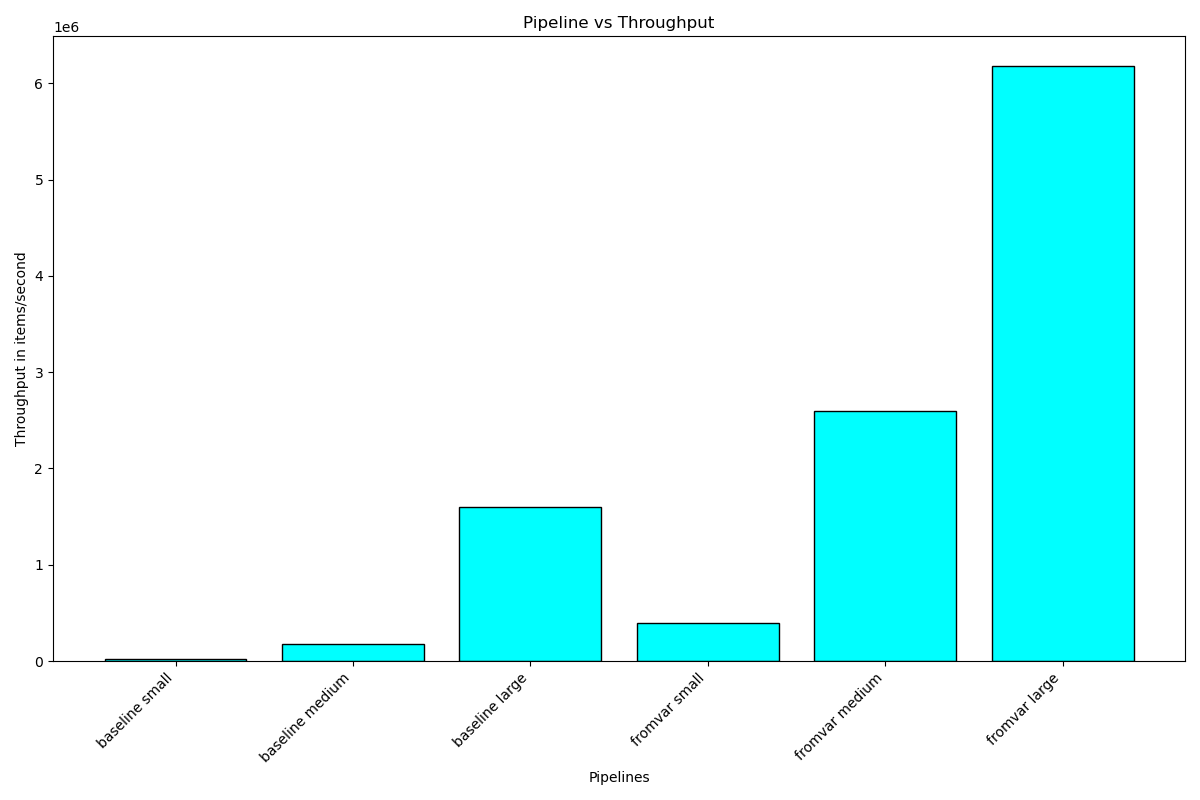 Pipeline vs Throughput
1e6
6
5
4
3
2
1
0
Throughput in items/second
baseline small
baseline medium
baseline large
fromvar small
fromvar medium
fromvar large
Pipelines